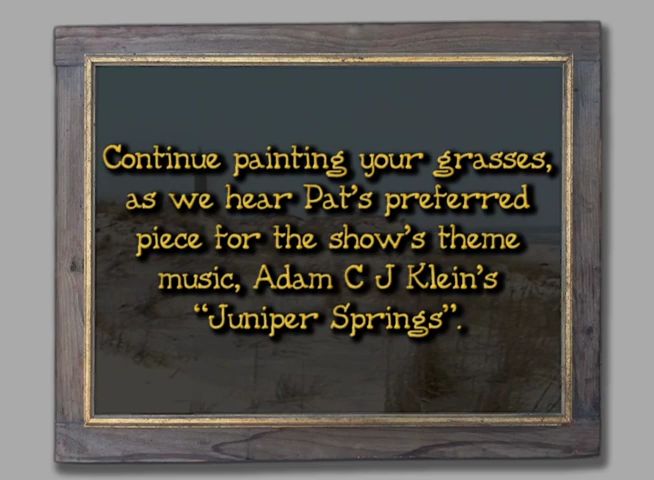 Continue painting your grasses,
as we hear Pat's preferred
piece for the show's theme
music, Adam C J Klein's
"Juniper Springs".